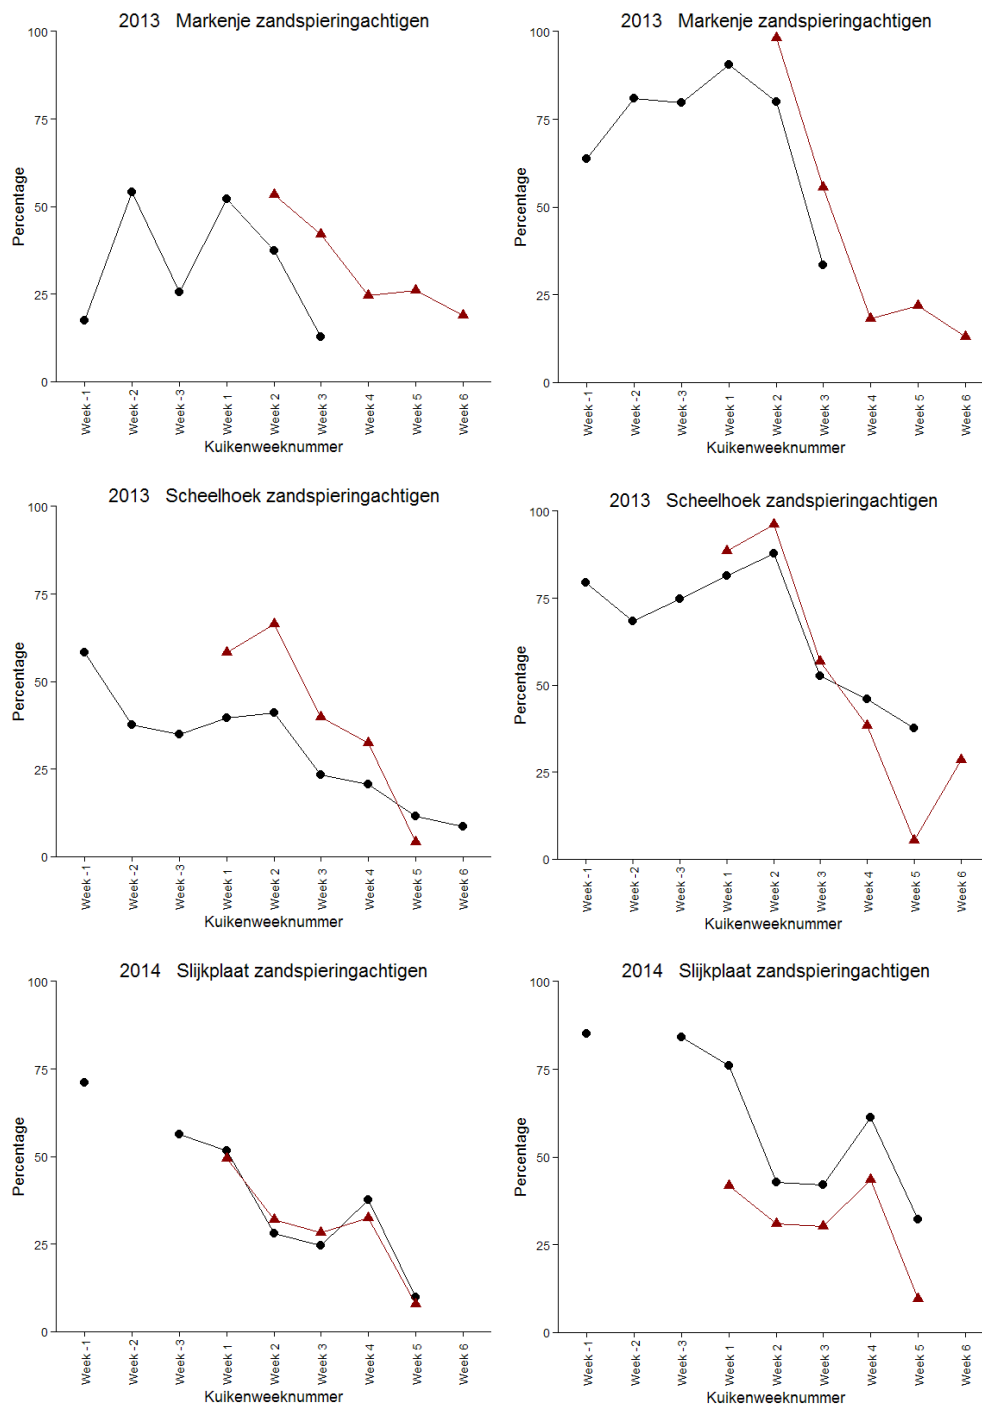 2013 Markenje zandspieringachtigen
100
75
50
25
0
Percentage
Week -1
Week -2
Week -3
Week 1
Week 2
Week 3
Week 4
Week 5
Week 6
Kuikenweeknummer
2013 Markenje zandspieringachtigen
100
75
50
25
0
Percentage
Week -1
Week -2
Week -3
Week 1
Week 2
Week 3
Week 4
Week 5
Week 6
Kuikenweeknummer
2013 Scheelhoek zandspieringachtigen
100
75
50
25
0
Percentage
Week -1
Week -2
Week -3
Week 1
Week 2
Week 3
Week 4
Week 5
Week 6
Kuikenweeknummer
2013 Scheelhoek zandspieringachtigen
100
75
50
25
0
Percentage
Week -1
Week -2
Week -3
Week 1
Week 2
Week 3
Week 4
Week 5
Week 6
Kuikenweeknummer
2014 Slijkplaat zandspieringachtigen
100
75
50
25
0
Percentage
Week -1
Week -2
Week -3
Week 1
Week 2
Week 3
Week 4
Week 5
Week 6
Kuikenweeknummer
2014 Slijkplaat zandspieringachtigen
100
75
50
25
0
Percentage
Week -1
Week -2
Week -3
Week 1
Week 2
Week 3
Week 4
Week 5
Week 6
Kuikenweeknummer